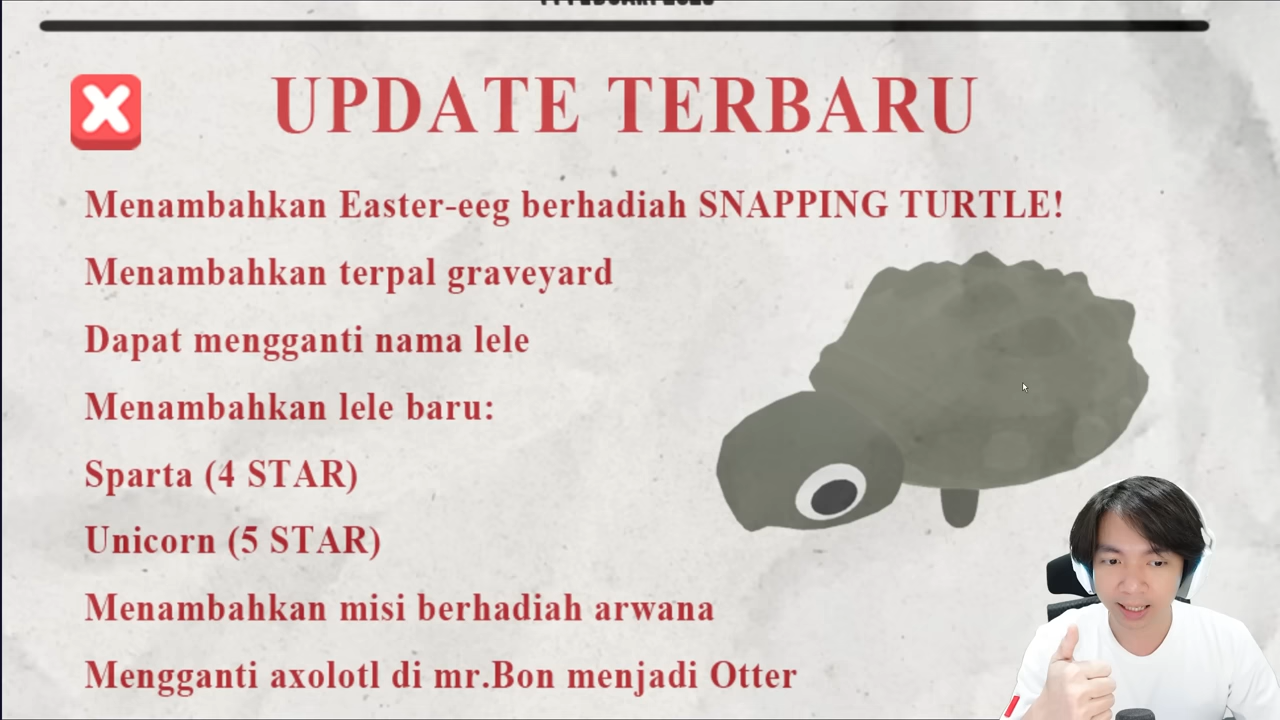 UPDATE TERBARU
Menambahkan Easter-eeg berhadiah SNAPPING TURTLE!
Menambahkan terpal graveyard
Dapat mengganti nama lele
Menambahkan lele baru:
Sparta (4 STAR)
Unicorn (5 STAR)
Menambahkan misi berhadiah arwana
Mengganti axolotl di mr.Bon menjadi Otter